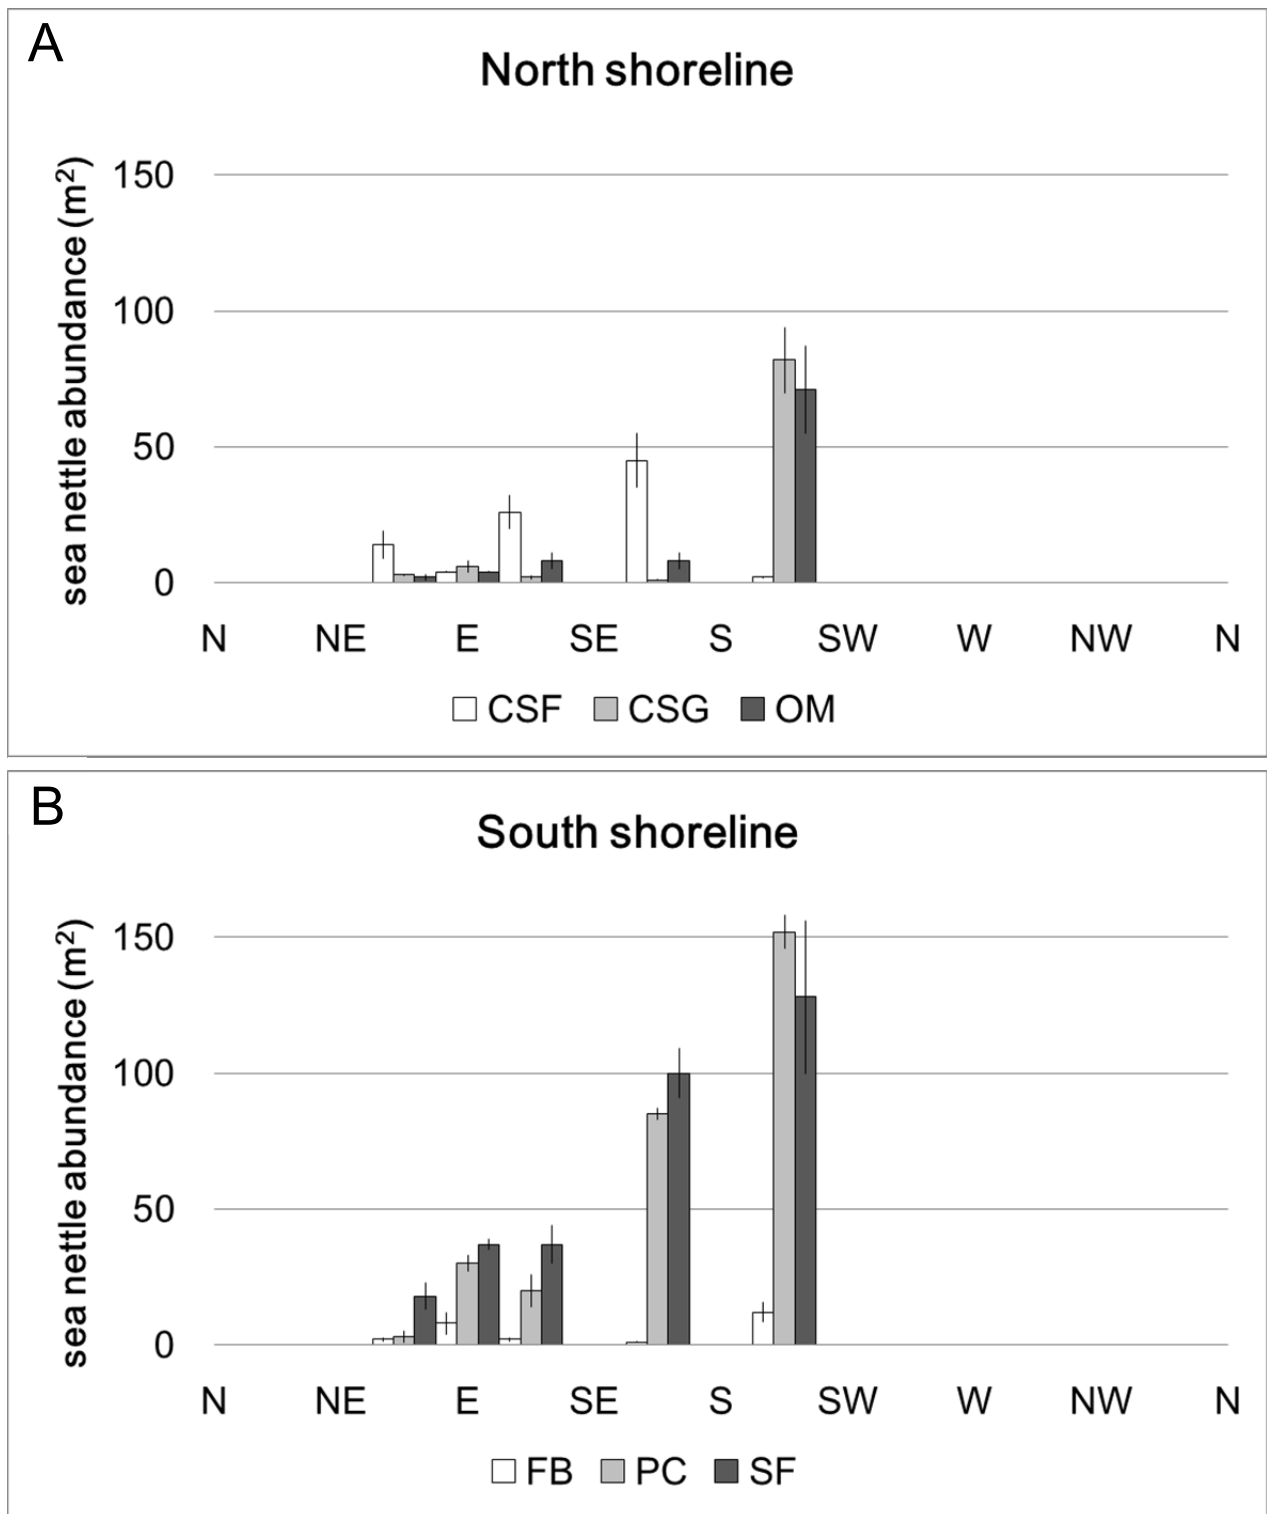 A
North shoreline
sea nettle abundance (m²)
150
100
50
0
N NE E SE S SW W NW N
CSF CSG OM
B
South shoreline
sea nettle abundance (m²)
150
100
50
0
N NE E SE S SW W NW N
FB PC SF